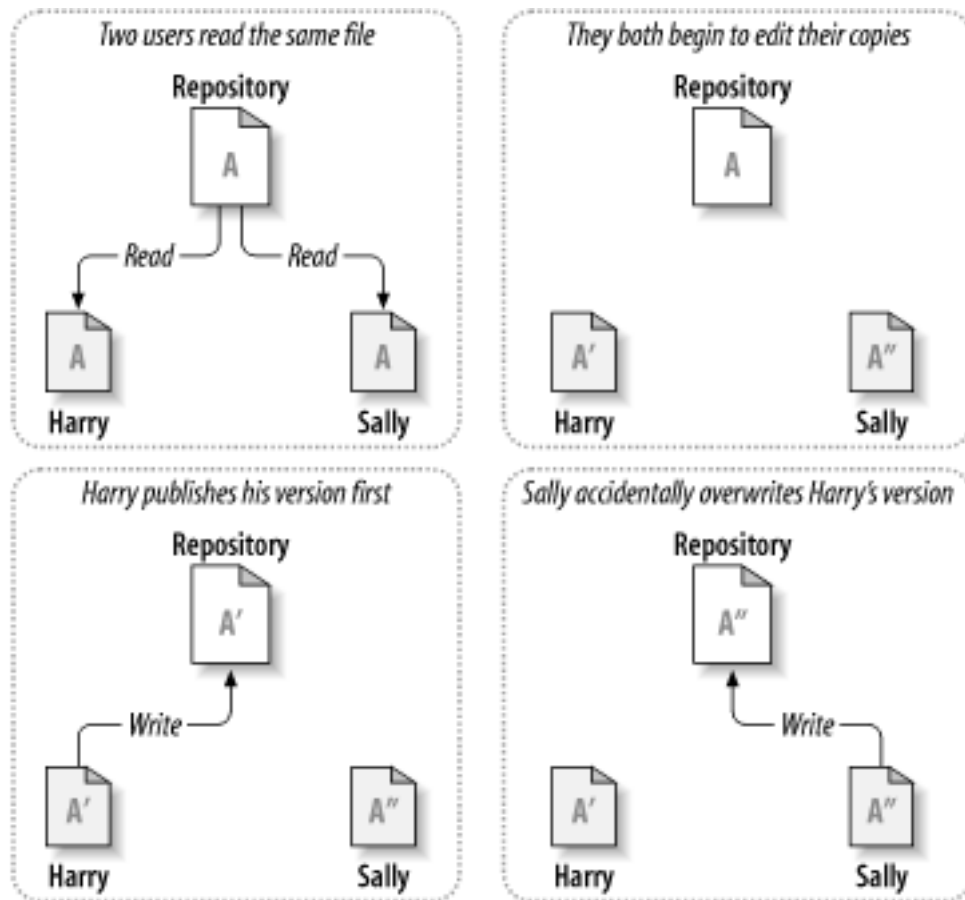 Two users read the same file
Repository
A
Read
Read
A
A
Harry
Sally
They both begin to edit their copies
Repository
A
A′
A″
Harry
Sally
Harry publishes his version first
Repository
A′
Write
A′
A″
Harry
Sally
Sally accidentally overwrites Harry’s version
Repository
A″
Write
A′
A″
Harry
Sally